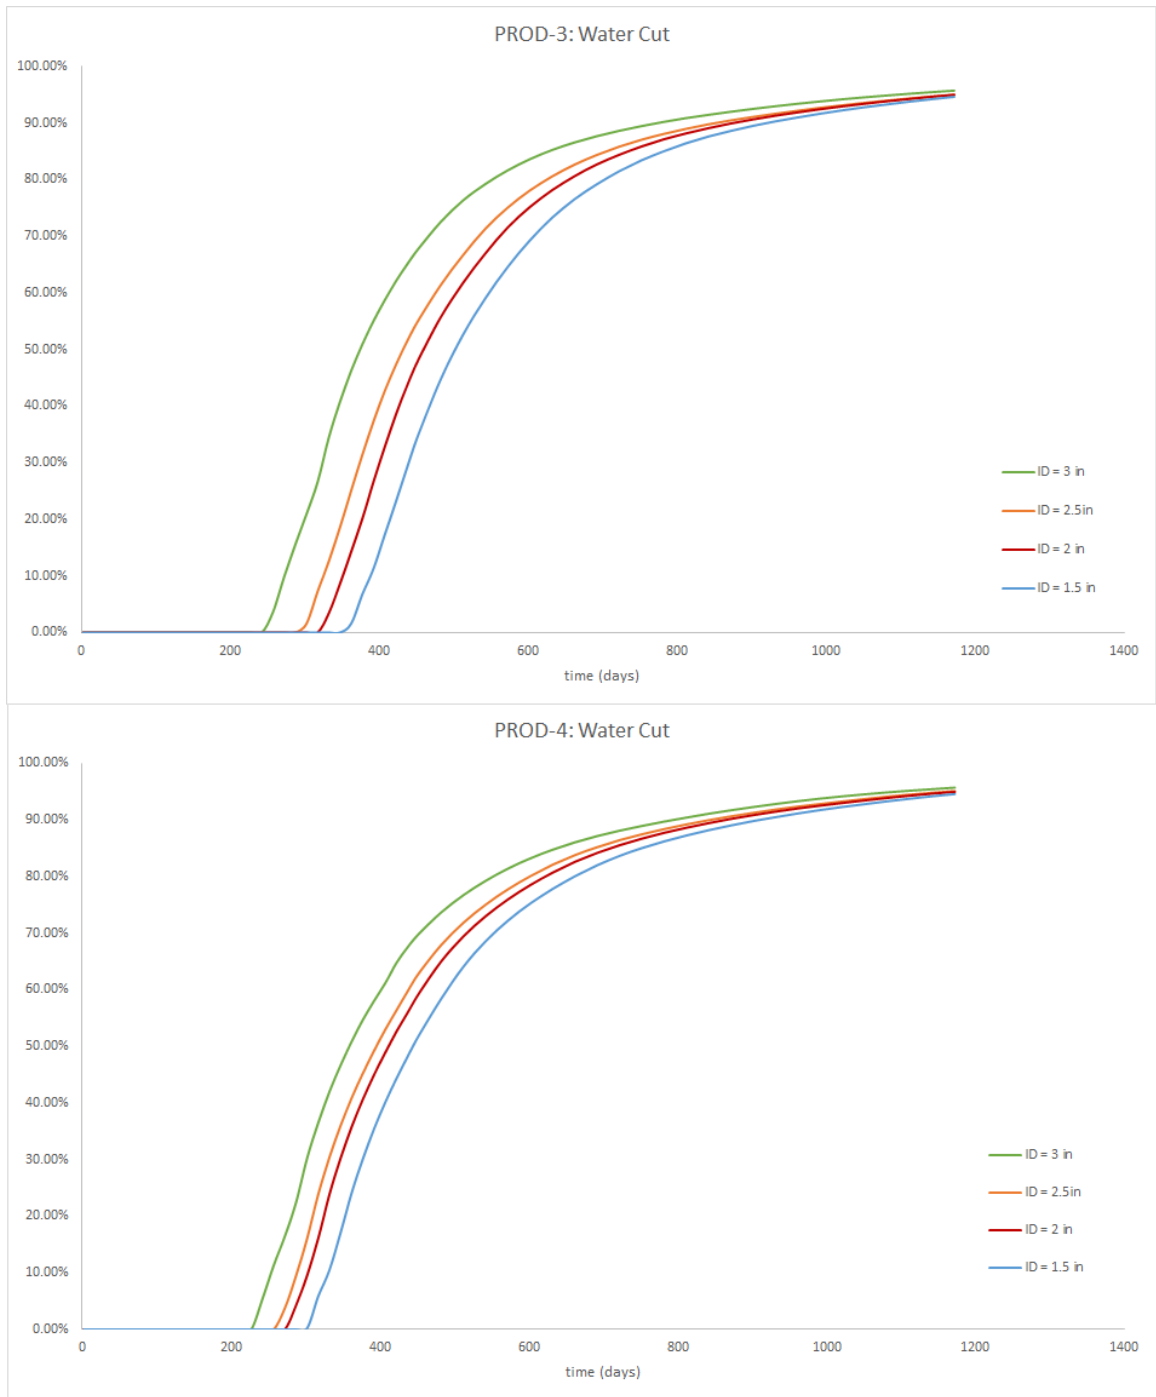 PROD-3: Water Cut
100.00%
90.00%
80.00%
70.00%
60.00%
50.00%
40.00%
30.00%
20.00%
10.00%
0.00%
ID = 3 in
ID = 2.5in
ID = 2 in
ID = 1.5 in
0 200 400 600 800 1000 1200 1400
time (days)
PROD-4: Water Cut
100.00%
90.00%
80.00%
70.00%
60.00%
50.00%
40.00%
30.00%
20.00%
10.00%
0.00%
ID = 3 in
ID = 2.5in
ID = 2 in
ID = 1.5 in
0 200 400 600 800 1000 1200 1400
time (days)